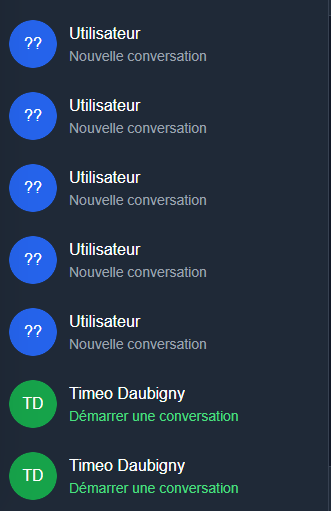 ??
Utilisateur
Nouvelle conversation
??
Utilisateur
Nouvelle conversation
??
Utilisateur
Nouvelle conversation
??
Utilisateur
Nouvelle conversation
??
Utilisateur
Nouvelle conversation
TD
Timeo Daubigny
Démarrer une conversation
TD
Timeo Daubigny
Démarrer une conversation